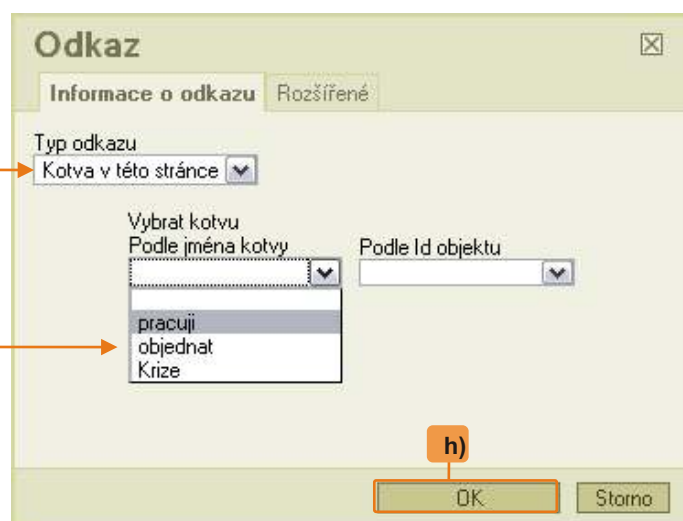 Odkaz
Informace o odkazu Rozšířené
Typ odkazu
Kotva v této stránce
Vybrat kotvu
Podle jména kotvy Podle Id objektu
pracuji
objednat
Krize
h)
OK Storno